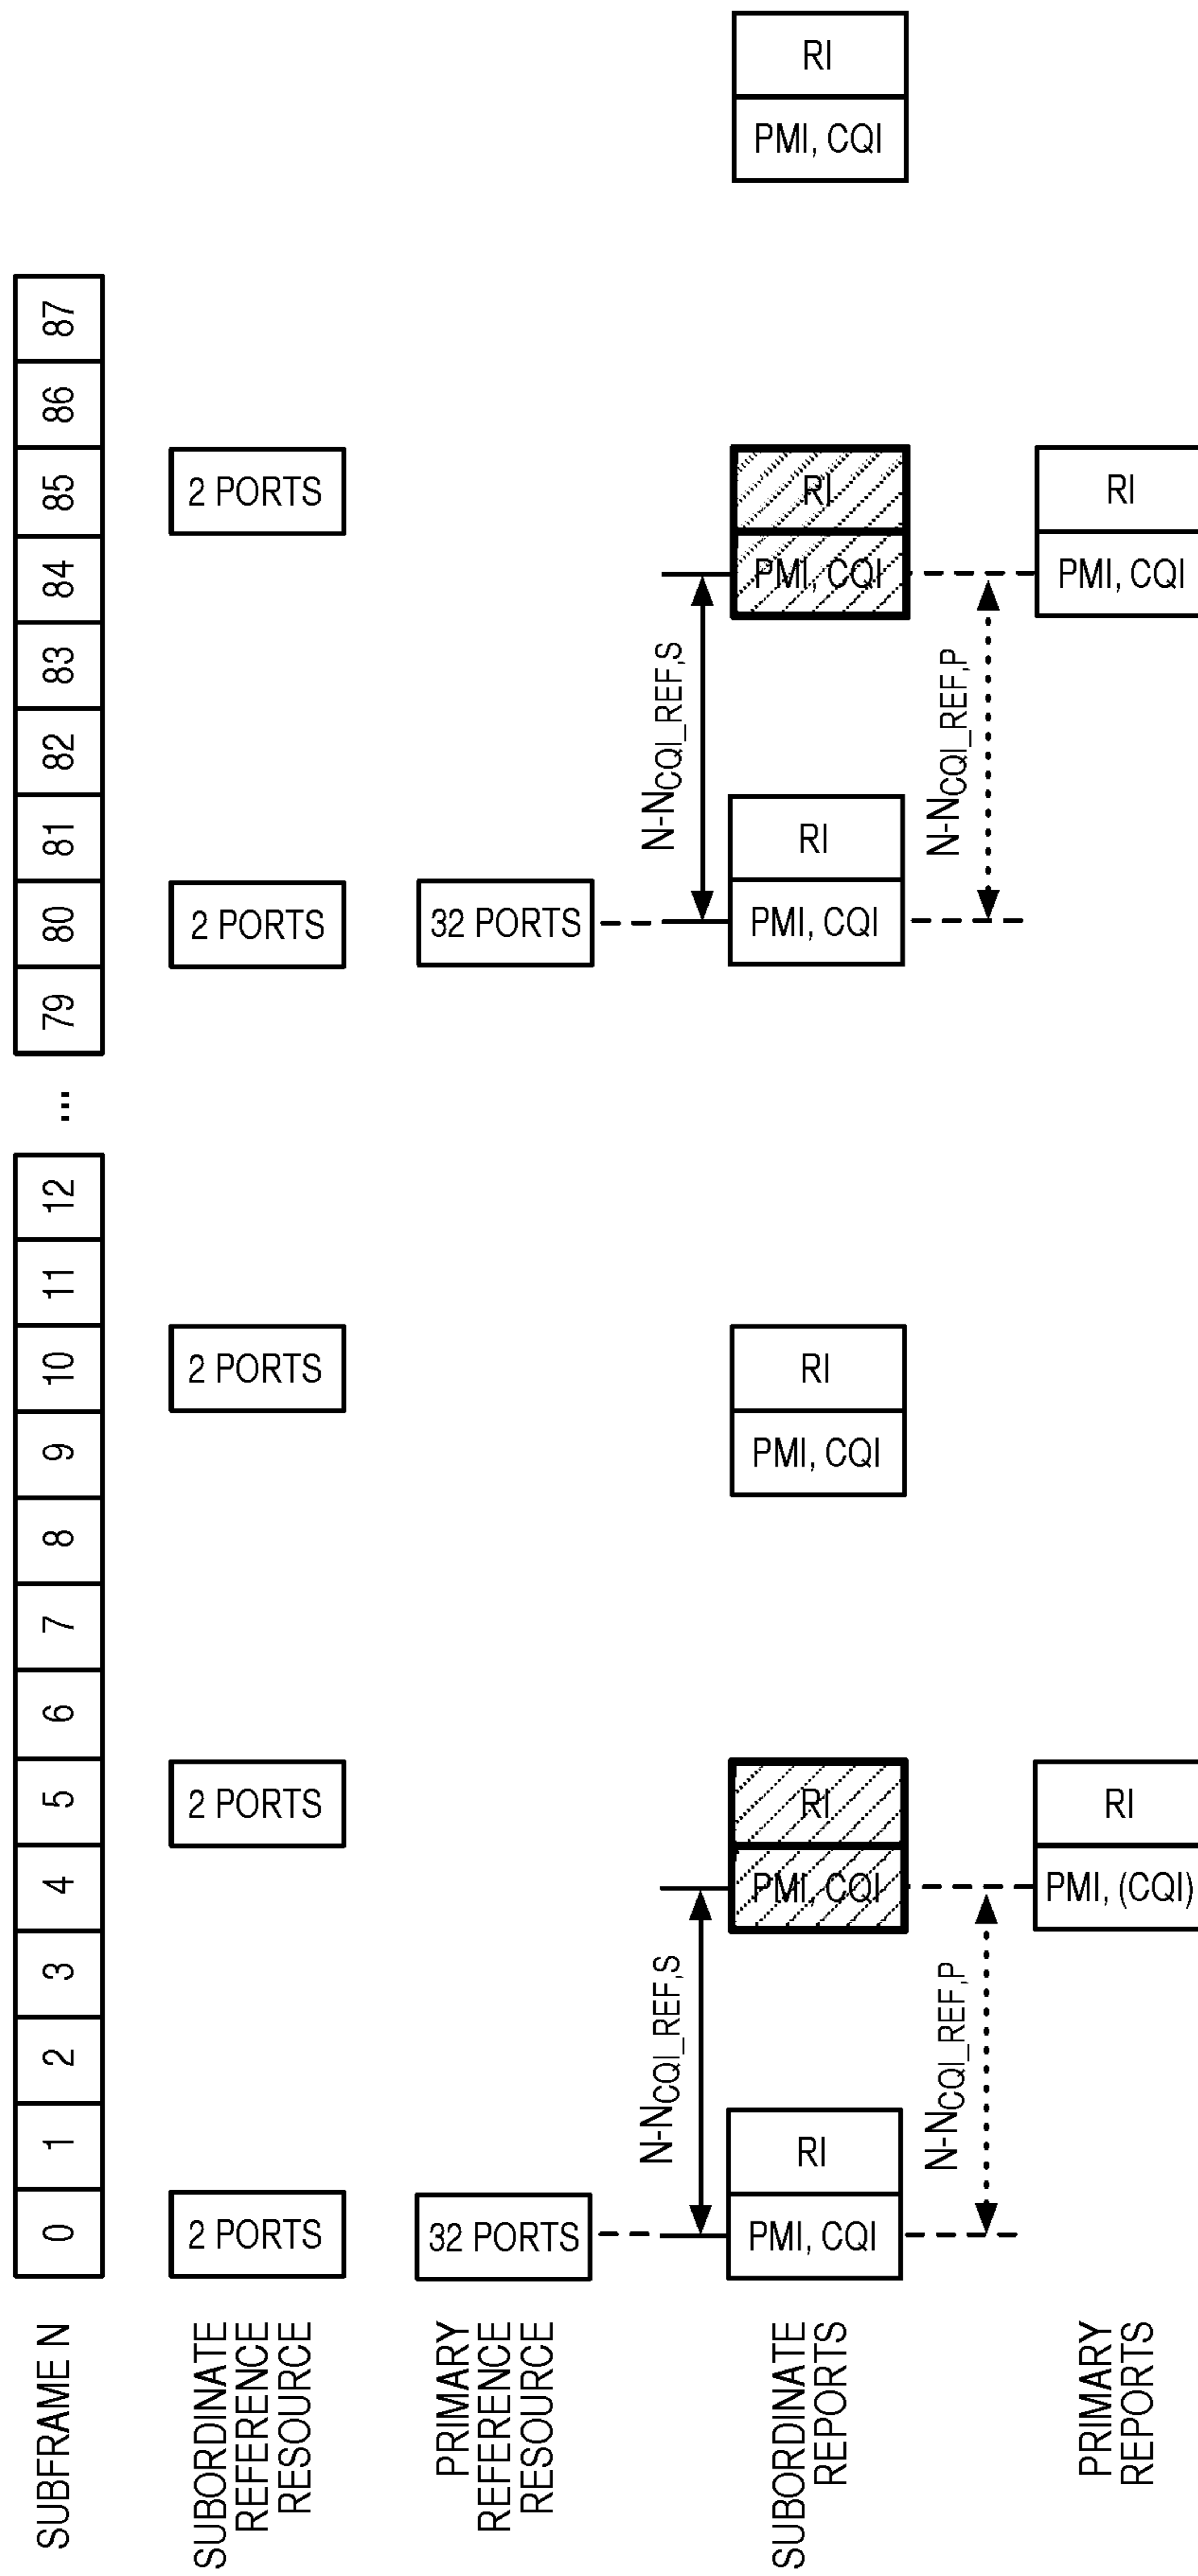 SUBFRAME N
0 1 2 3 4 5 6 7 8 9 10 11 12 ... 79 80 81 82 83 84 85 86 87
SUBORDINATE
REFERENCE
RESOURCE
2 PORTS
2 PORTS
2 PORTS
2 PORTS
2 PORTS
PRIMARY
REFERENCE
RESOURCE
32 PORTS
32 PORTS
SUBORDINATE
REPORTS
N-NCQI_REF,S
N-NCQI_REF,S
PMI, CQI
RI
PMI, CQI
RI
PMI, CQI
RI
PMI, CQI
RI
PMI, CQI
RI
PMI, CQI
RI
N-NCQI_REF,P
N-NCQI_REF,P
PRIMARY
REPORTS
PMI, (CQI)
RI
PMI, CQI
RI